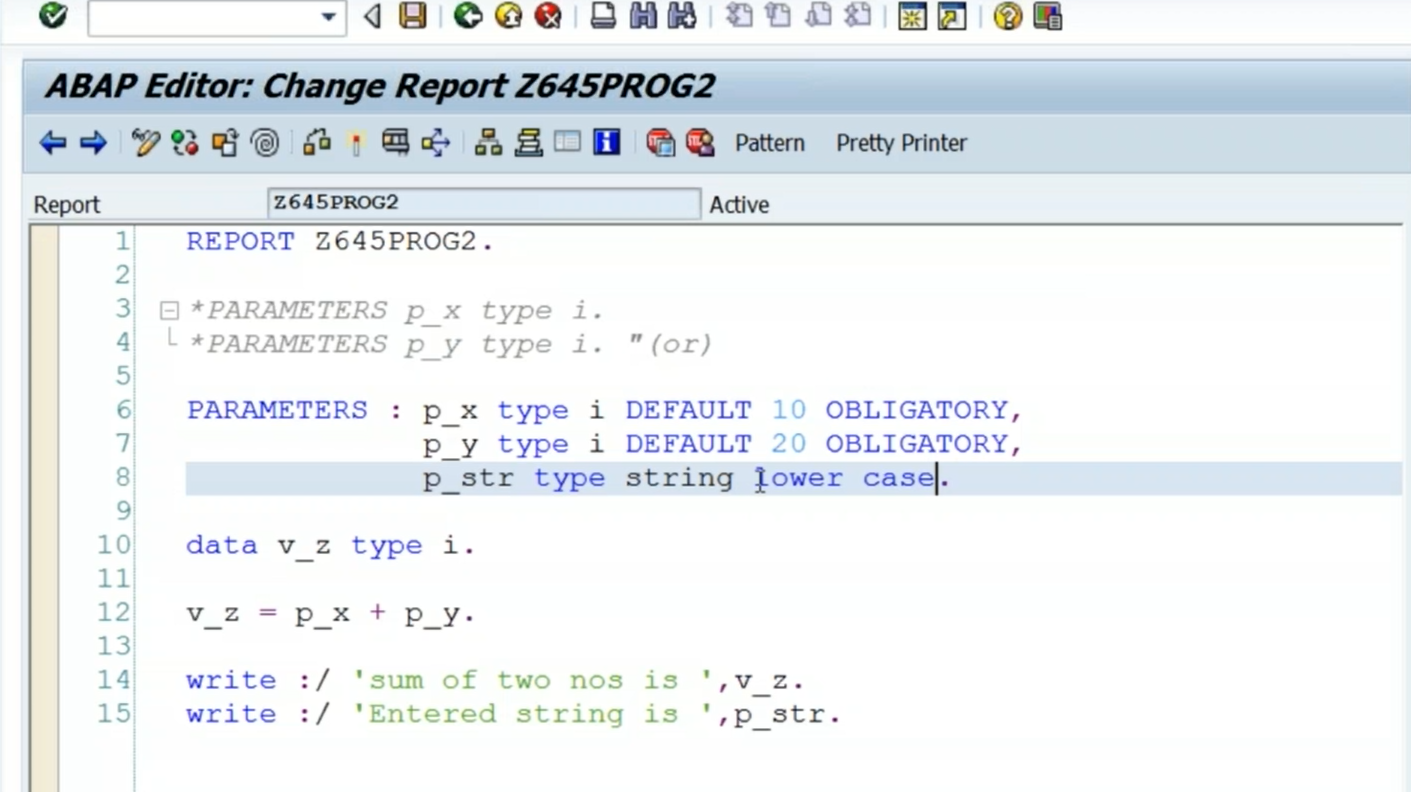 ABAP Editor: Change Report Z645PROG2
Pattern Pretty Printer
Report Z645PROG2 Active
1 REPORT Z645PROG2.
2
3 *PARAMETERS p_x type i.
4 *PARAMETERS p_y type i. "(or)
5
6 PARAMETERS : p_x type i DEFAULT 10 OBLIGATORY,
7 p_y type i DEFAULT 20 OBLIGATORY,
8 p_str type string lower case.
9
10 data v_z type i.
11
12 v_z = p_x + p_y.
13
14 write :/ 'sum of two nos is ',v_z.
15 write :/ 'Entered string is ',p_str.